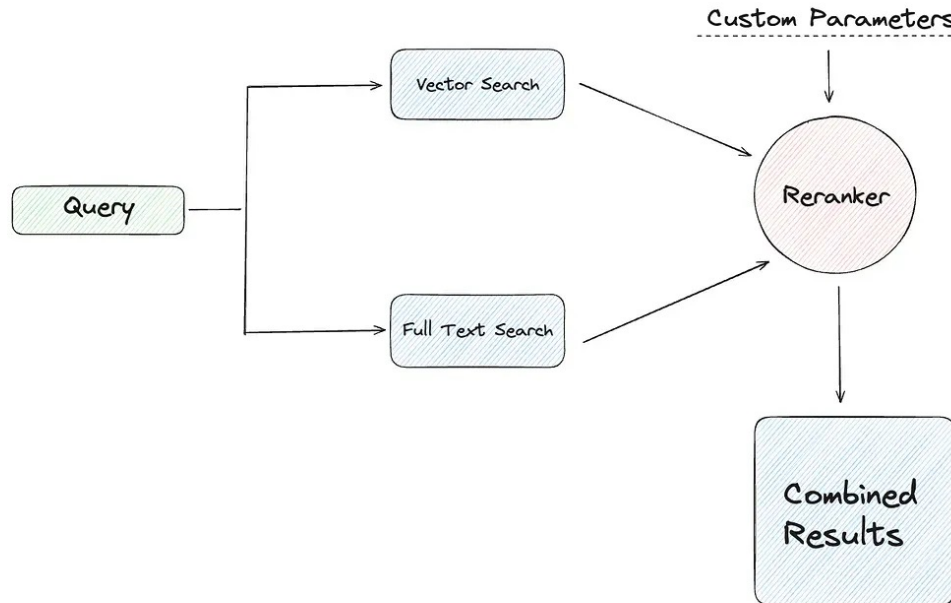 Custom Parameters
Vector Search
Query
Reranker
Full Text Search
Combined
Results